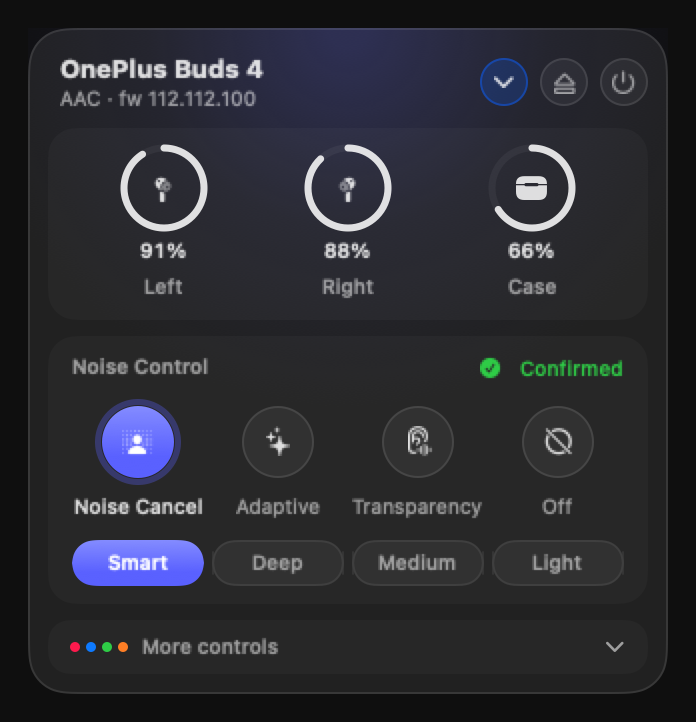 OnePlus Buds 4
AAC · fw 112.112.100
91% 88% 66%
Left Right Case
Noise Control Confirmed
Noise Cancel Adaptive Transparency Off
Smart Deep Medium Light
More controls